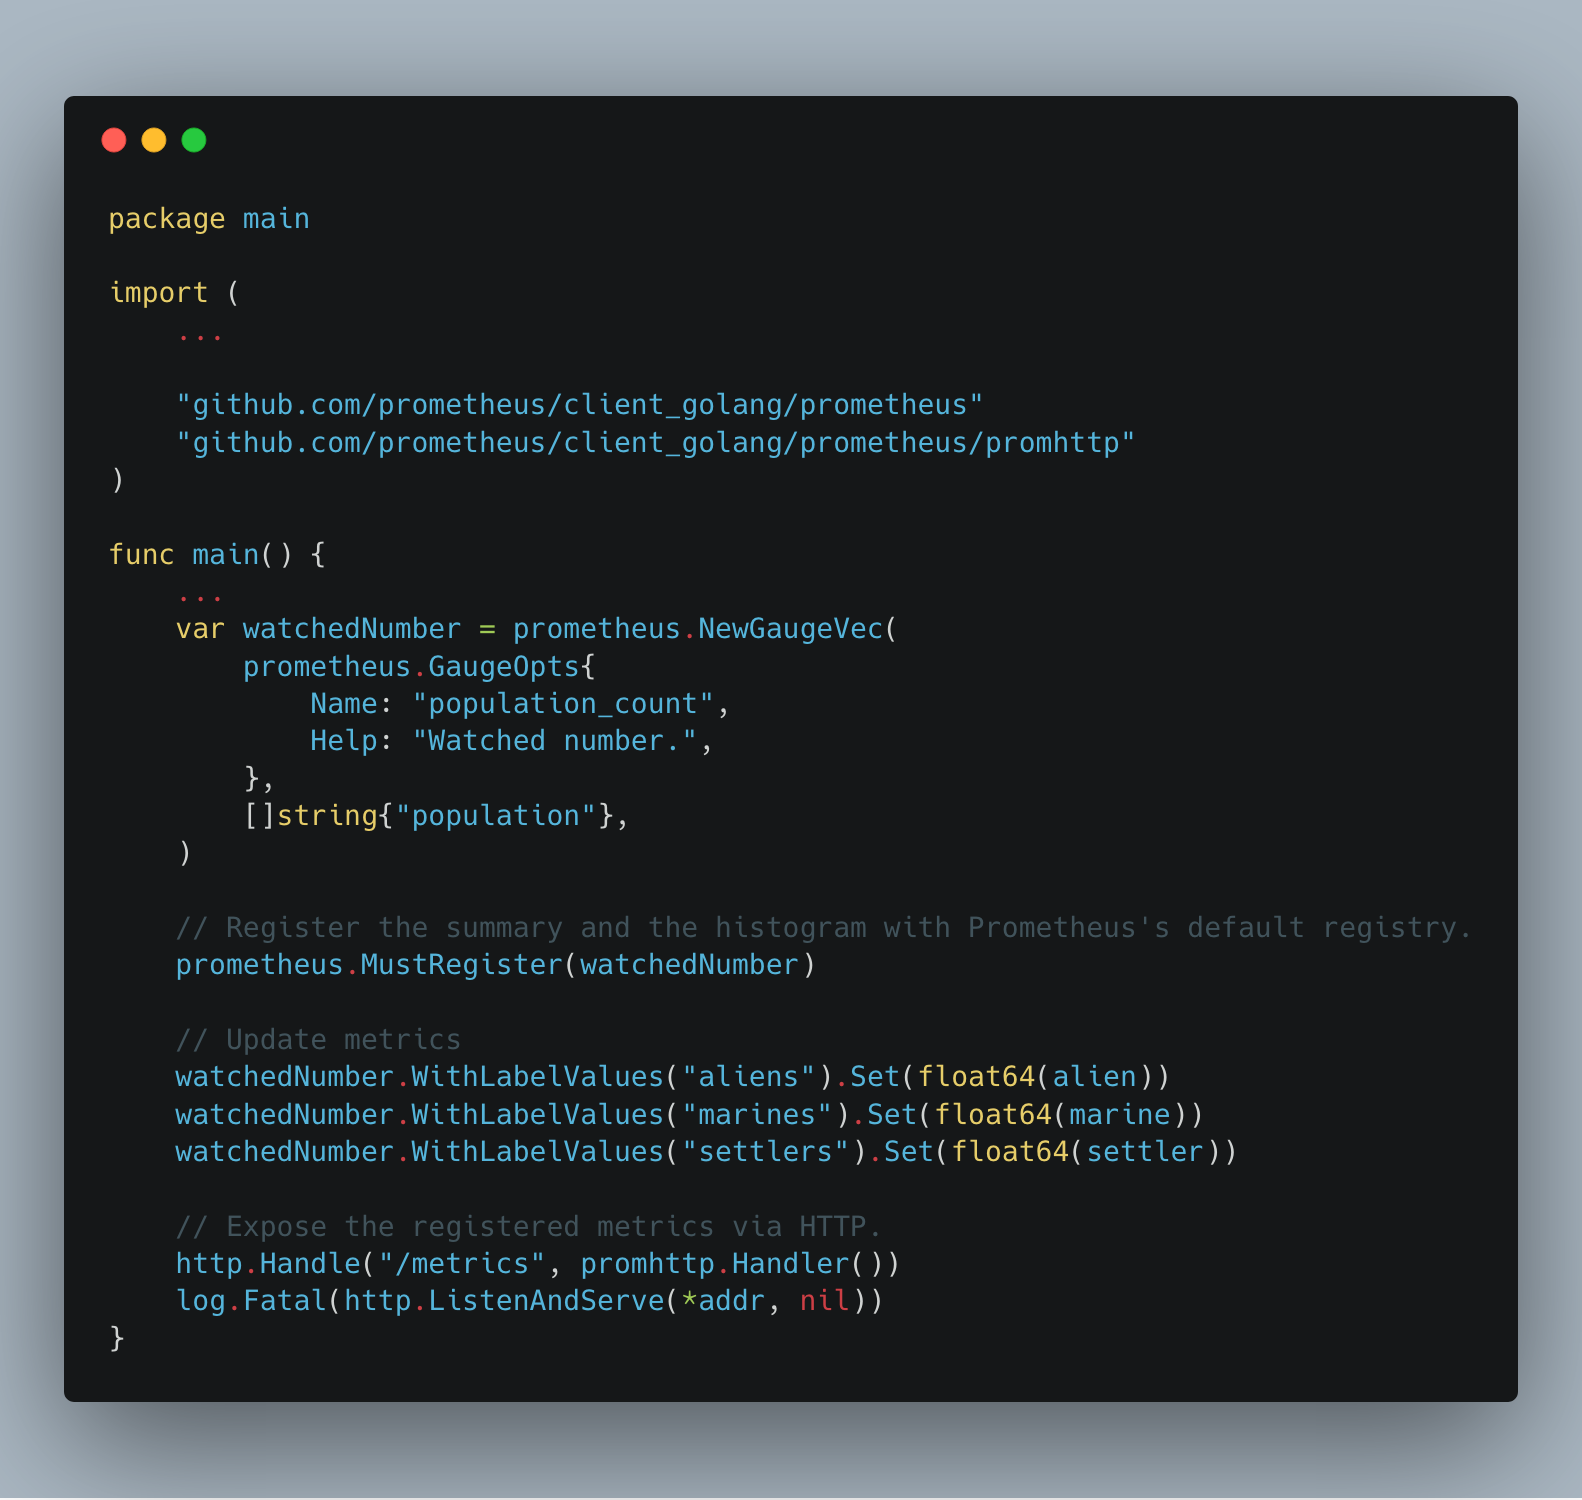 package main
import (
...
"github.com/prometheus/client_golang/prometheus"
"github.com/prometheus/client_golang/prometheus/promhttp"
)
func main() {
...
var watchedNumber = prometheus.NewGaugeVec(
prometheus.GaugeOpts{
Name: "population_count",
Help: "Watched number.",
},
[]string{"population"},
)
// Register the summary and the histogram with Prometheus's default registry.
prometheus.MustRegister(watchedNumber)
// Update metrics
watchedNumber.WithLabelValues("aliens").Set(float64(alien))
watchedNumber.WithLabelValues("marines").Set(float64(marine))
watchedNumber.WithLabelValues("settlers").Set(float64(settler))
// Expose the registered metrics via HTTP.
http.Handle("/metrics", promhttp.Handler())
log.Fatal(http.ListenAndServe(*addr, nil))
}